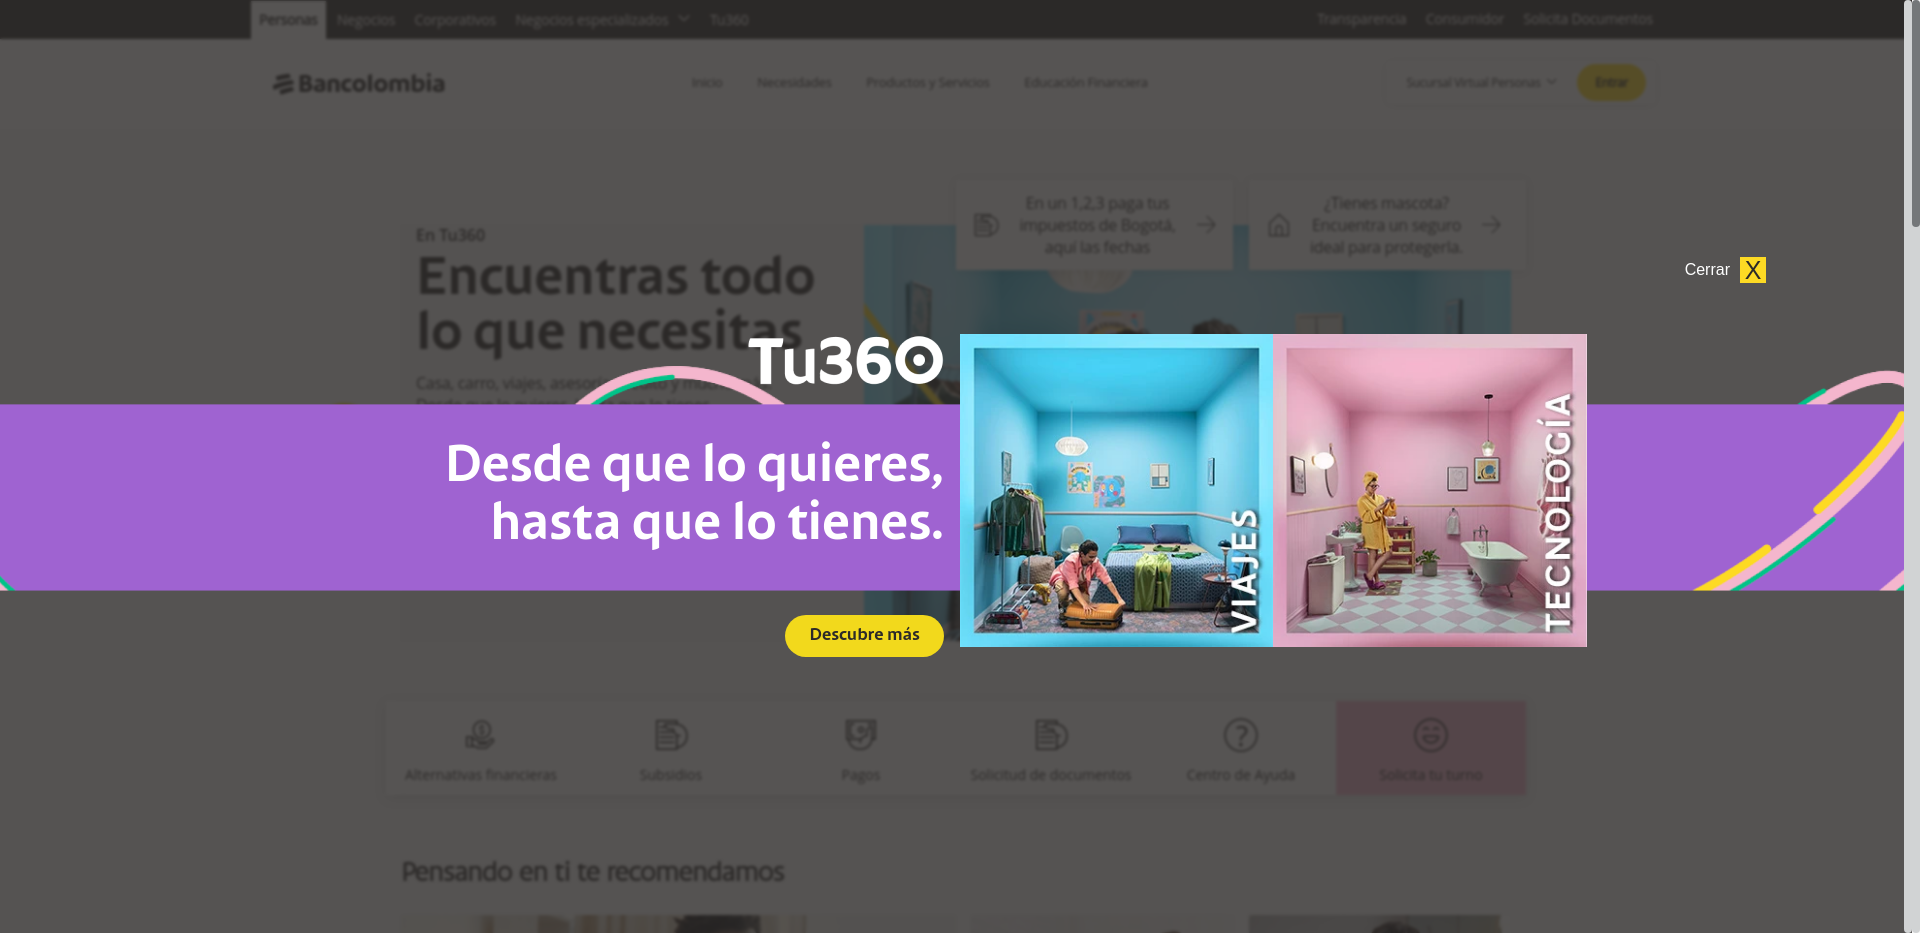 Personas Negocios Corporativos Negocios especializados Tu360 Transparencia Consumidor Solicita Documentos
Bancolombia Inicio Necesidades Productos y Servicios Educación Financiera Sucursal Virtual Personas Entrar
En un 1,2,3 paga tus
impuestos de Bogotá,
aquí las fechas
¿Tienes mascota?
Encuentra un seguro
ideal para protegerla.
En Tu360
Encuentras todo
lo que necesitas
Cerrar X
Tu360
Casa, carro, viajes,
Desde que lo quieres,
hasta que lo tienes.
VIAJES
TECNOLOGÍA
Descubre más
Alternativas financieras
Subsidios
Pagos
Solicitud de documentos
Centro de Ayuda
Solicita tu turno
Pensando en ti te recomendamos